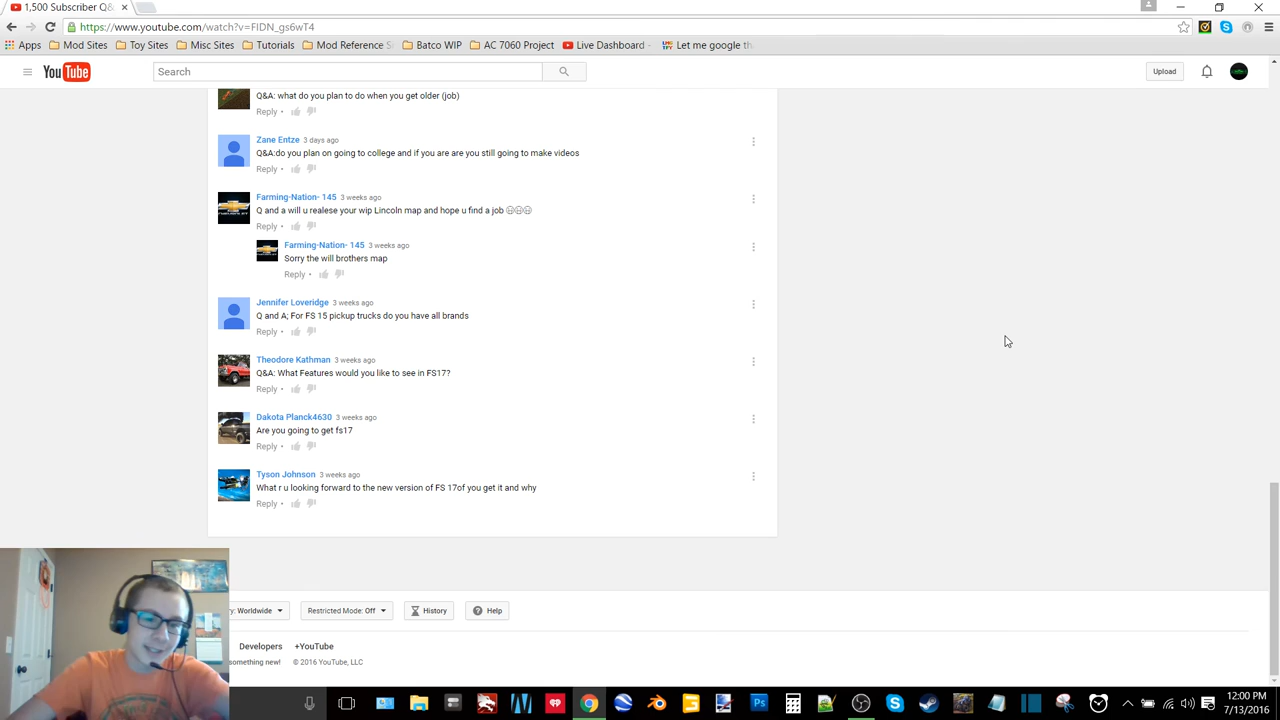 1,500 Subscriber Q&
https://www.youtube.com/watch?v=FIDN_gs6wT4
Apps Mod Sites Toy Sites Misc Sites Tutorials Mod Reference S Batco WIP AC 7060 Project Live Dashboard - Let me google th
YouTube Search Upload
Q&A: what do you plan to do when you get older (job)
Reply •
Zane Entze 3 days ago
Q&A:do you plan on going to college and if you are are you still going to make videos
Reply •
Farming-Nation- 145 3 weeks ago
Q and a will u realese your wip Lincoln map and hope u find a job
Reply •
Farming-Nation- 145 3 weeks ago
Sorry the will brothers map
Reply •
Jennifer Loveridge 3 weeks ago
Q and A; For FS 15 pickup trucks do you have all brands
Reply •
Theodore Kathman 3 weeks ago
Q&A: What Features would you like to see in FS17?
Reply •
Dakota Planck4630 3 weeks ago
Are you going to get fs17
Reply •
Tyson Johnson 3 weeks ago
What r u looking forward to the new version of FS 17of you get it and why
Reply •
ry: Worldwide Restricted Mode: Off History Help
Developers +YouTube
something new! © 2016 YouTube, LLC
12:00 PM
7/13/2016